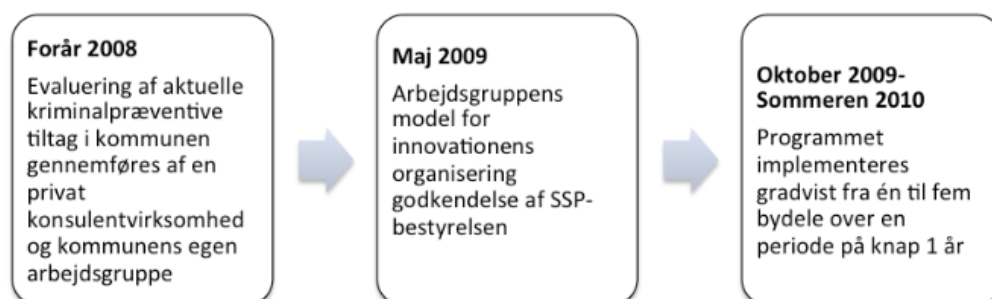 Forår 2008
Evaluering af aktuelle
kriminalpræventive
tiltag i kommunen
gennemføres af en
privat
konsulentvirksomhed
og kommunens egen
arbejdsgruppe
Maj 2009
Arbejdsgruppens
model for
innovationens
organisering
godkendelse af SSP-
bestyrelsen
Oktober 2009-
Sommeren 2010
Programmet
implementeres
gradvist fra én til fem
bydele over en
periode på knap 1 år